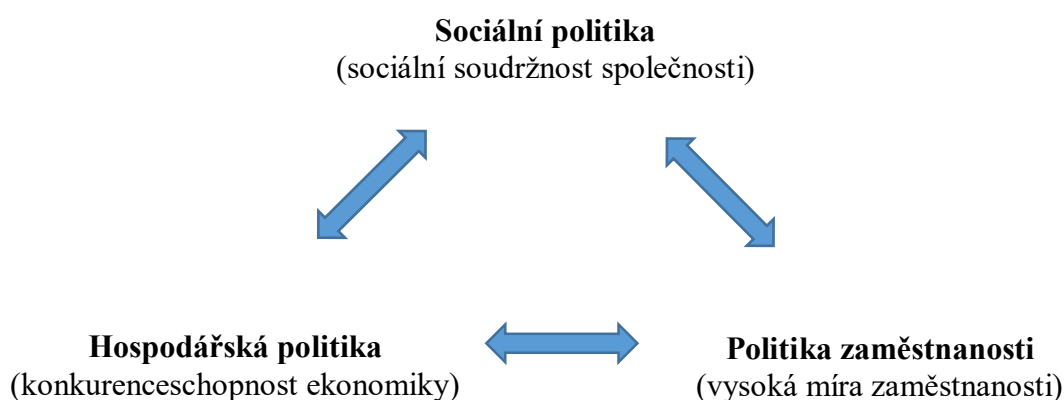 Sociální politika
(sociální soudržnost společnosti)
Hospodářská politika
(konkurenceschopnost ekonomiky)
Politika zaměstnanosti
(vysoká míra zaměstnanosti)